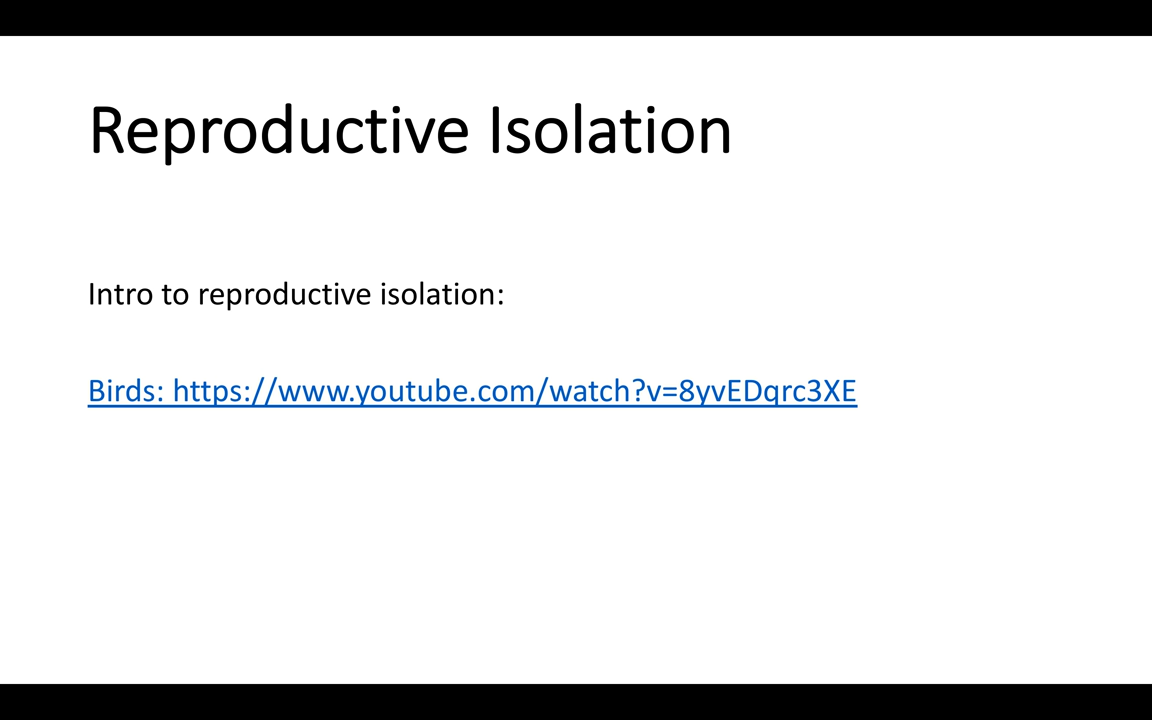 Reproductive Isolation
Intro to reproductive isolation:
Birds: https://www.youtube.com/watch?v=8yvEDqrc3XE